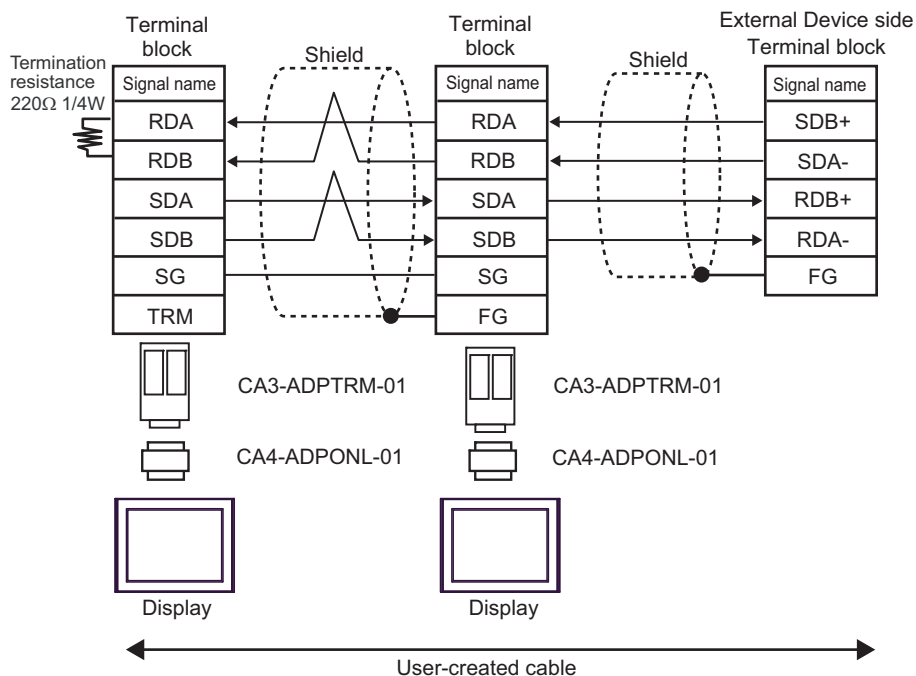 Terminal
block
Shield
Terminal
block
Shield
External Device side
Terminal block
Termination
resistance
220Ω 1/4W
Signal name
RDA
RDB
SDA
SDB
SG
TRM
Signal name
RDA
RDB
SDA
SDB
SG
FG
Signal name
SDB+
SDA-
RDB+
RDA-
FG
CA3-ADPTRM-01
CA3-ADPTRM-01
CA4-ADPONL-01
CA4-ADPONL-01
Display
Display
User-created cable